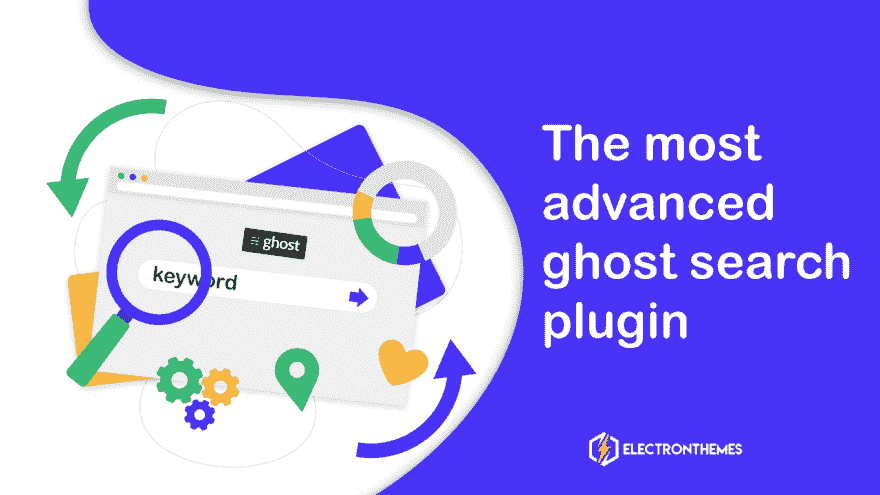 ghost
keyword
The most
advanced
ghost search
plugin
ELECTRONTHEMES